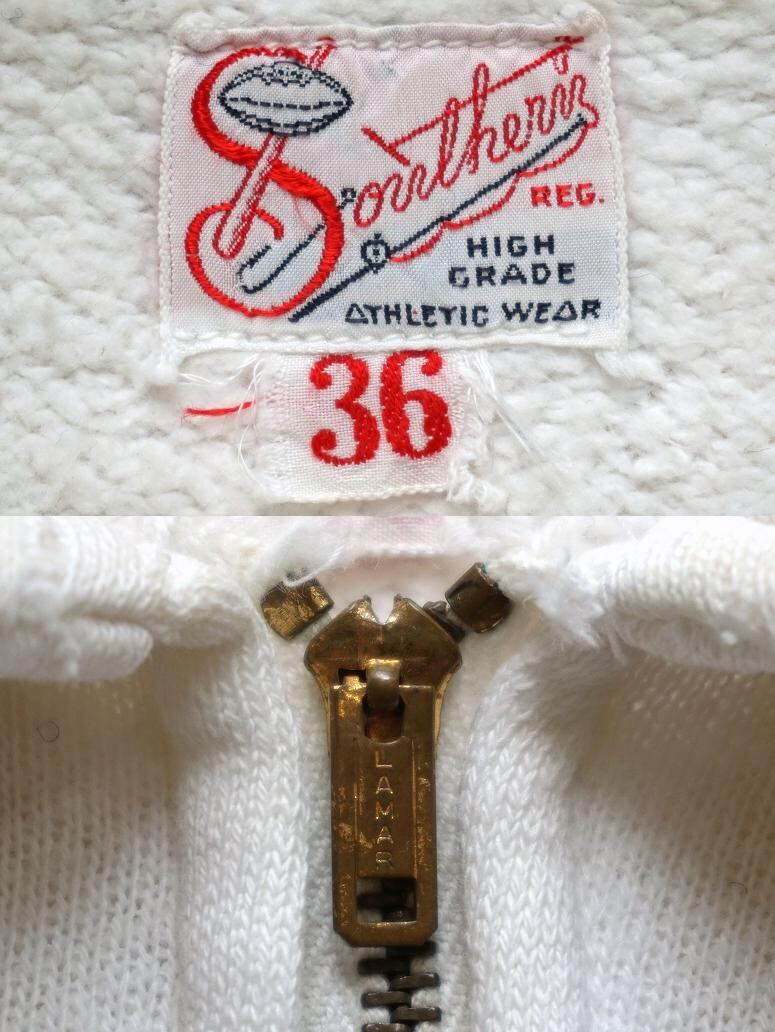 Southern
REG.
HIGH
GRADE
ATHLETIC WEAR
36
LAMAR